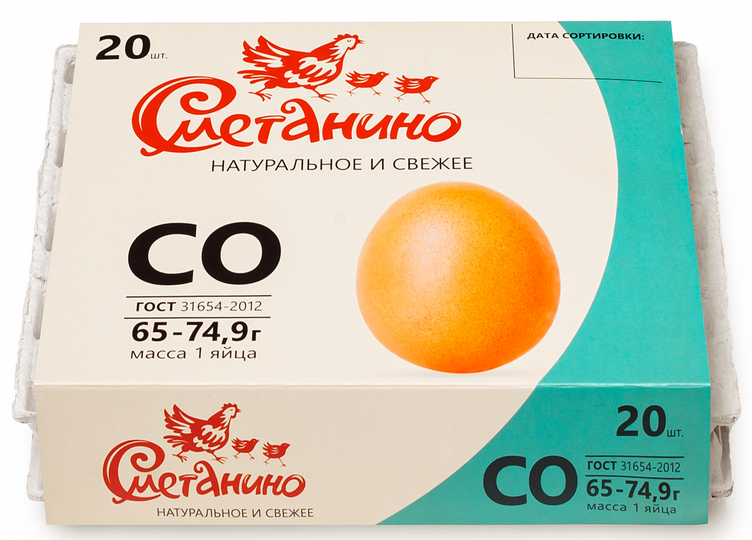 20 шт.
ДАТА СОРТИРОВКИ:
Сметанино
НАТУРАЛЬНОЕ И СВЕЖЕЕ
СО
ГОСТ 31654-2012
65-74,9г
масса 1 яйца
Сметанино
НАТУРАЛЬНОЕ И СВЕЖЕЕ
20 шт.
СО
ГОСТ 31654-2012
65-74,9г
масса 1 яйца